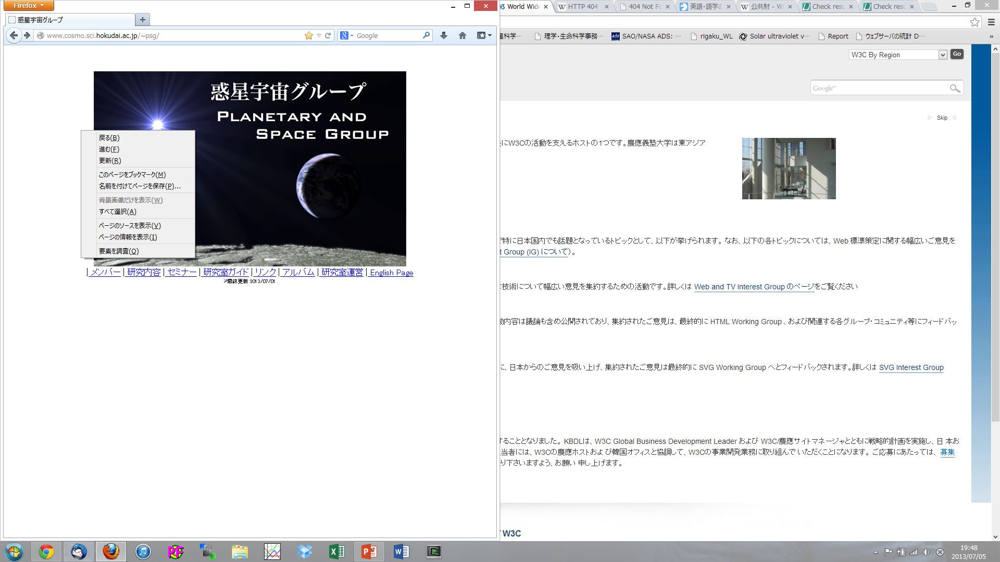 Firefox
惑星宇宙グループ
www.cosmo.sci.hokudai.ac.jp/~psg/
Google
惑星宇宙グループ
PLANETARY AND
SPACE GROUP
戻る(B)
進む(F)
更新(R)
このページをブックマーク(M)
名前を付けてページを保存(P)...
背景画像だけを表示(W)
すべて選択(A)
ページのソースを表示(V)
ページの情報を表示(I)
要素を調査(Q)
| メンバー | 研究内容 | セミナー | 研究室ガイド | リンク | アルバム | 研究室運営 | English Page
最終更新 2013/07/01
World Wide
HTTP 404
404 Not Fo
英語・語学の
公共財 - W
Check resu
Check resu
星科学…
理学・生命科学事務…
SAO/NASA ADS: …
rigaku_WL
Solar ultraviolet v…
Report
ウェブサーバの統計 D…
»
W3C By Region
Go
Google™
Skip
にW3Cの活動を支えるホストの1つです。慶應義塾大学は東アジア
で特に日本国内でも話題となっているトピックとして、以下が挙げられます。なお、以下の各トピックについては、Web 標準策定に関する幅広いご意見を
t Group (IG) について)。
な技術について幅広い意見を集約するための活動です。詳しくは Web and TV Interest Group のページをご覧ください
動内容は議論も含め公開されており、集約されたご意見は、最終的に HTML Working Group 、および関連する各グループ・コミュニティ等にフィードバッ
に、日本からのご意見を吸い上げ、集約されたご意見は最終的に SVG Working Group へとフィードバックされます。詳しくは SVG Interest Group
することとなりました。 KBDLは、W3C Global Business Development Leader および W3C/慶應サイトマネージャとともに戦略的計画を実施し、日 本お
当者には、W3Cの慶應ホストおよ び韓国オフィスと協調して、W3Cの事業開発業務に取り組んで いただくことになります。 ご応募にあたっては、 募集
り下さいますよう、お願い 申し上げます。
W3C
19:48
2013/07/05